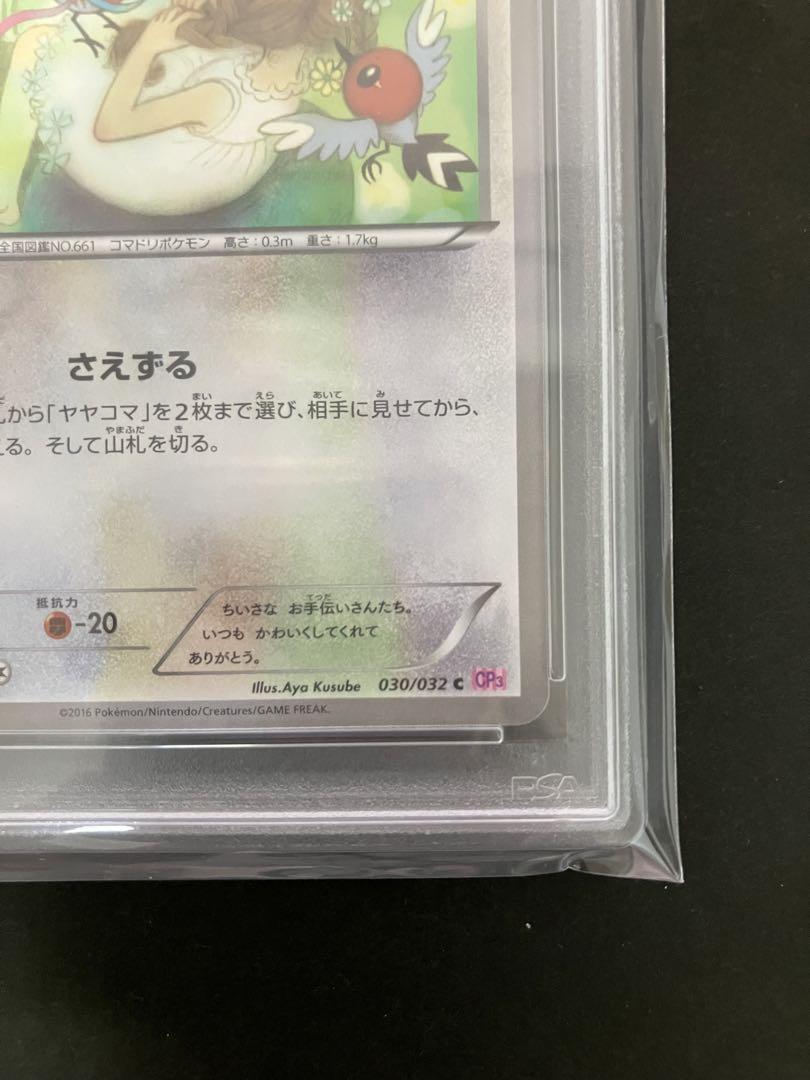 全国図鑑NO.661 コマドリポケモン 高さ:0.3m 重さ:1.7kg
さえずる
から「ヤヤコマ」を2枚まで選び、相手に見せてから、
る。そして山札を切る。
抵抗力
-20
ちいさな お手伝いさんたち。
いつも かわいくしてくれて
ありがとう。
Illus.Aya Kusube 030/032 C CP3
©2016 Pokémon/Nintendo/Creatures/GAME FREAK.
PSA